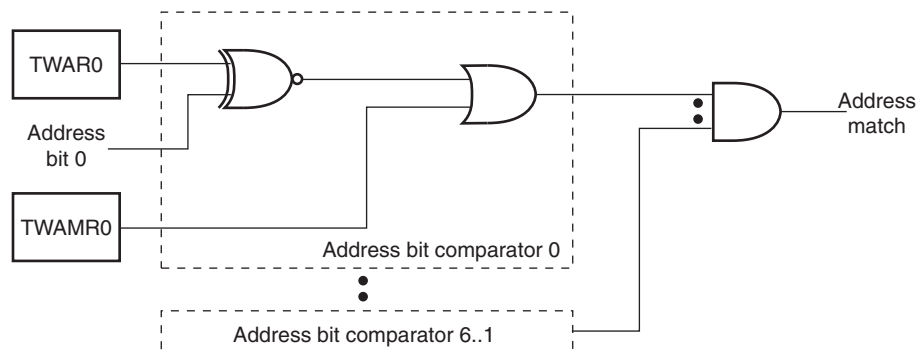 TWAR0
Address
bit 0
TWAMR0
Address bit comparator 0
Address bit comparator 6..1
Address
match